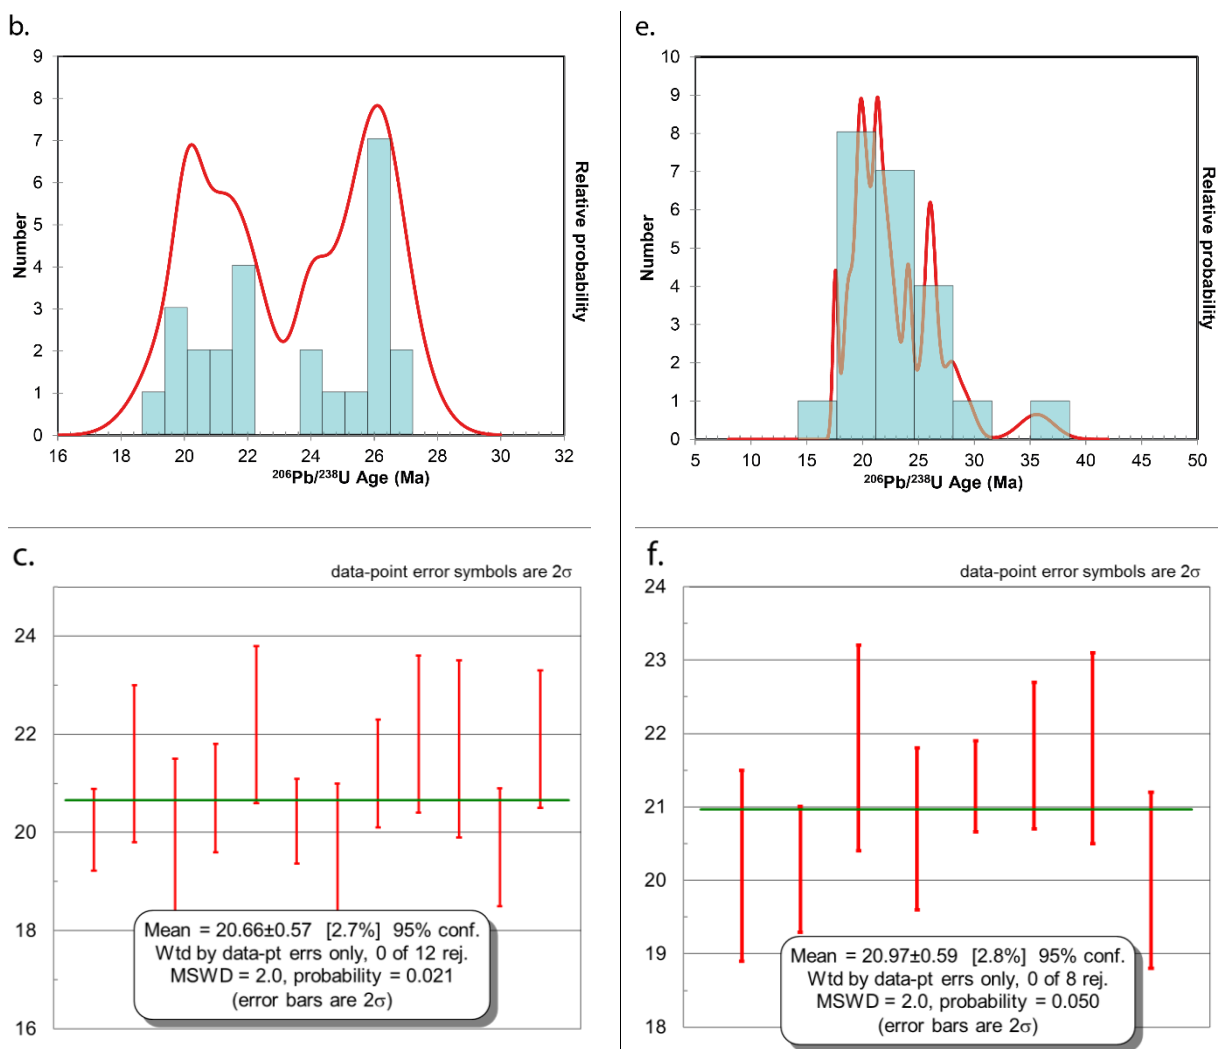 b.
9
8
7
6
5
4
3
2
1
0
Number
Relative probability
16 18 20 22 24 26 28 30 32
²⁰⁶Pb/²³⁸U Age (Ma)
e.
10
9
8
7
6
5
4
3
2
1
0
Number
Relative probability
5 10 15 20 25 30 35 40 45 50
²⁰⁶Pb/²³⁸U Age (Ma)
c.
data-point error symbols are 2σ
24
22
20
18
16
Mean = 20.66±0.57 [2.7%] 95% conf.
Wtd by data-pt errs only, 0 of 12 rej.
MSWD = 2.0, probability = 0.021
(error bars are 2σ)
f.
data-point error symbols are 2σ
24
23
22
21
20
19
18
Mean = 20.97±0.59 [2.8%] 95% conf.
Wtd by data-pt errs only, 0 of 8 rej.
MSWD = 2.0, probability = 0.050
(error bars are 2σ)